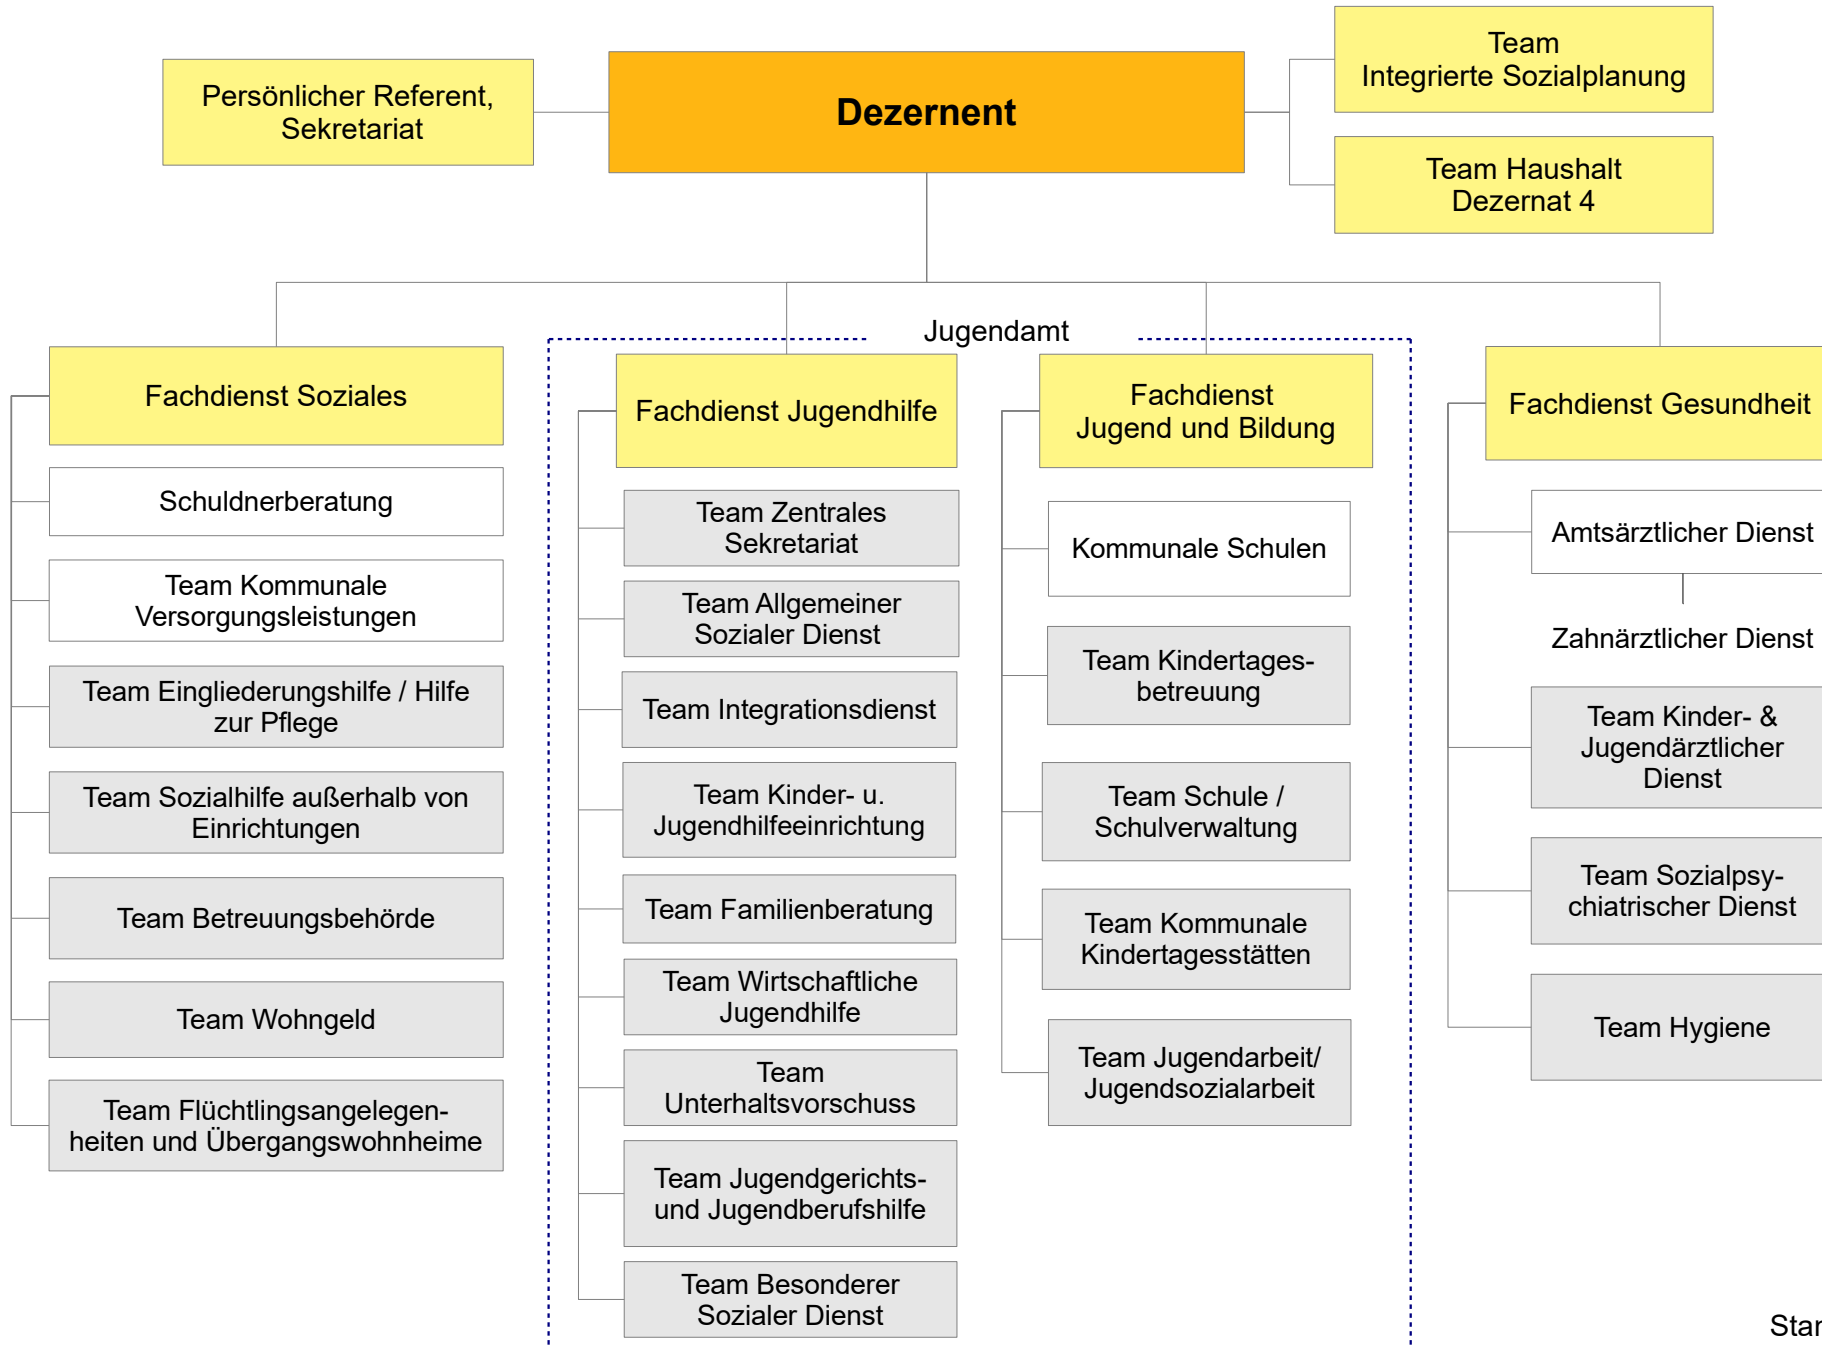 Persönlicher Referent,
Sekretariat
Dezernent
Team
Integrierte Sozialplanung
Team Haushalt
Dezernat 4
Jugendamt
Fachdienst Soziales
Schuldnerberatung
Team Kommunale
Versorgungsleistungen
Team Eingliederungshilfe / Hilfe
zur Pflege
Team Sozialhilfe außerhalb von
Einrichtungen
Team Betreuungsbehörde
Team Wohngeld
Team Flüchtlingsangelegen-
heiten und Übergangswohnheime
Fachdienst Jugendhilfe
Team Zentrales
Sekretariat
Team Allgemeiner
Sozialer Dienst
Team Integrationsdienst
Team Kinder- u.
Jugendhilfeeinrichtung
Team Familienberatung
Team Wirtschaftliche
Jugendhilfe
Team
Unterhaltsvorschuss
Team Jugendgerichts-
und Jugendberufshilfe
Team Besonderer
Sozialer Dienst
Fachdienst
Jugend und Bildung
Kommunale Schulen
Team Kindertages-
betreuung
Team Schule /
Schulverwaltung
Team Kommunale
Kindertagesstätten
Team Jugendarbeit/
Jugendsozialarbeit
Fachdienst Gesundheit
Amtsärztlicher Dienst
Zahnärztlicher Dienst
Team Kinder- &
Jugendärztlicher
Dienst
Team Sozialpsy-
chiatrischer Dienst
Team Hygiene